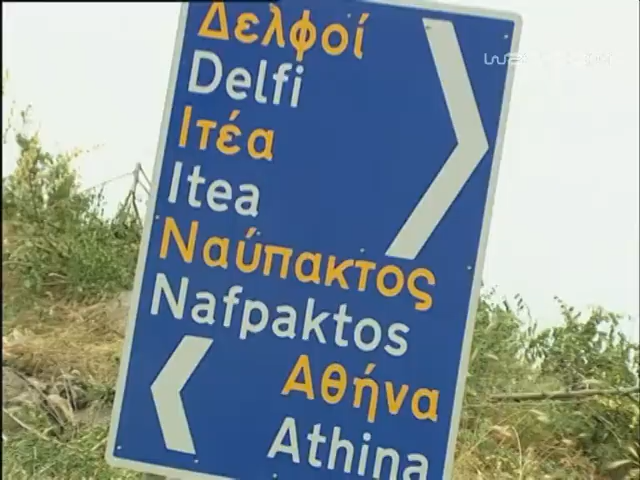 Δελφοί
Delfi
Ιτέα
Itea
Ναύπακτος
Nafpaktos
Αθήνα
Athina